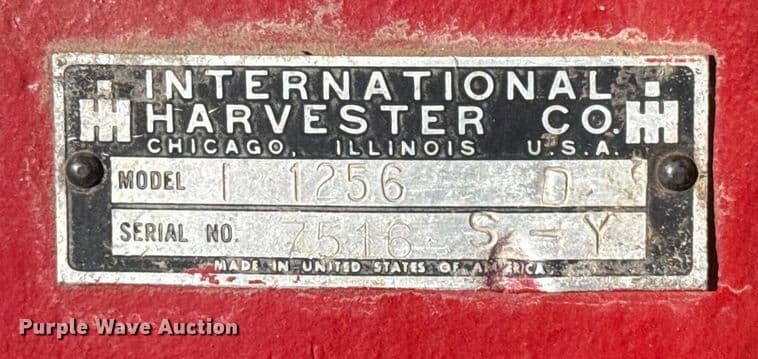 INTERNATIONAL
HARVESTER CO.
CHICAGO, ILLINOIS U.S.A.
MODEL I 1256 D
SERIAL NO. 7516 S-Y
MADE IN UNITED STATES OF AMERICA
Purple Wave Auction